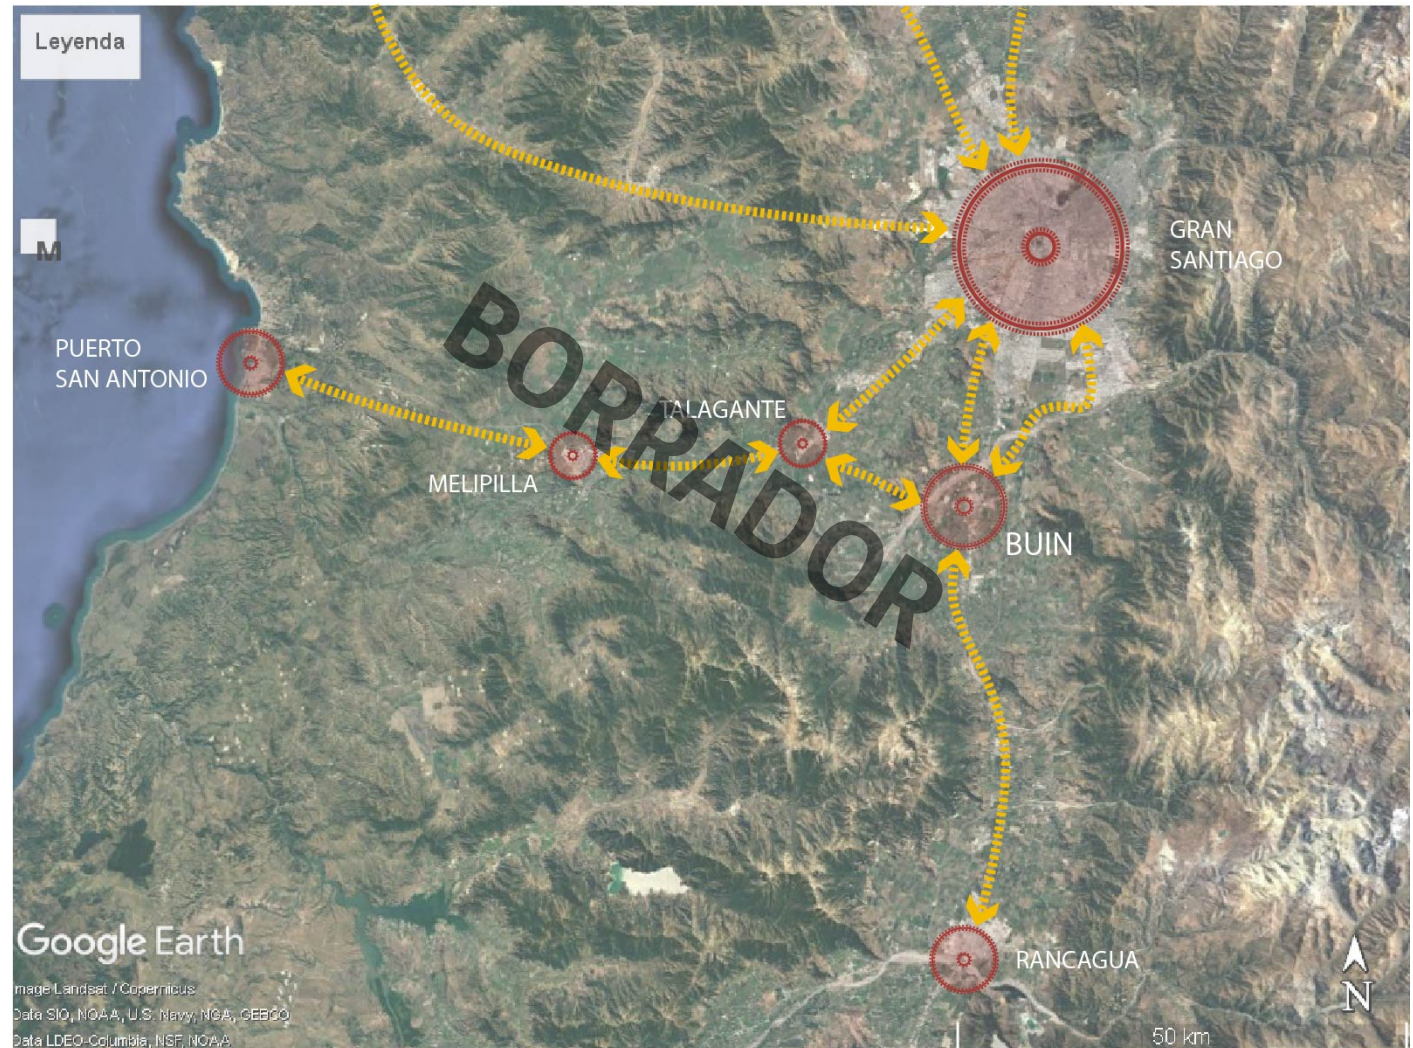 Leyenda
M
GRAN
SANTIAGO
PUERTO
SAN ANTONIO
TALAGANTE
MELIPILLA
BORRADOR
BUIN
RANCAGUA
Google Earth
mage Landsat / Copernicus
Data SIO, NOAA, U.S. Navy, NGA, GEBCO
Data LDEO-Columbia, NSF, NOAA
N
50 km